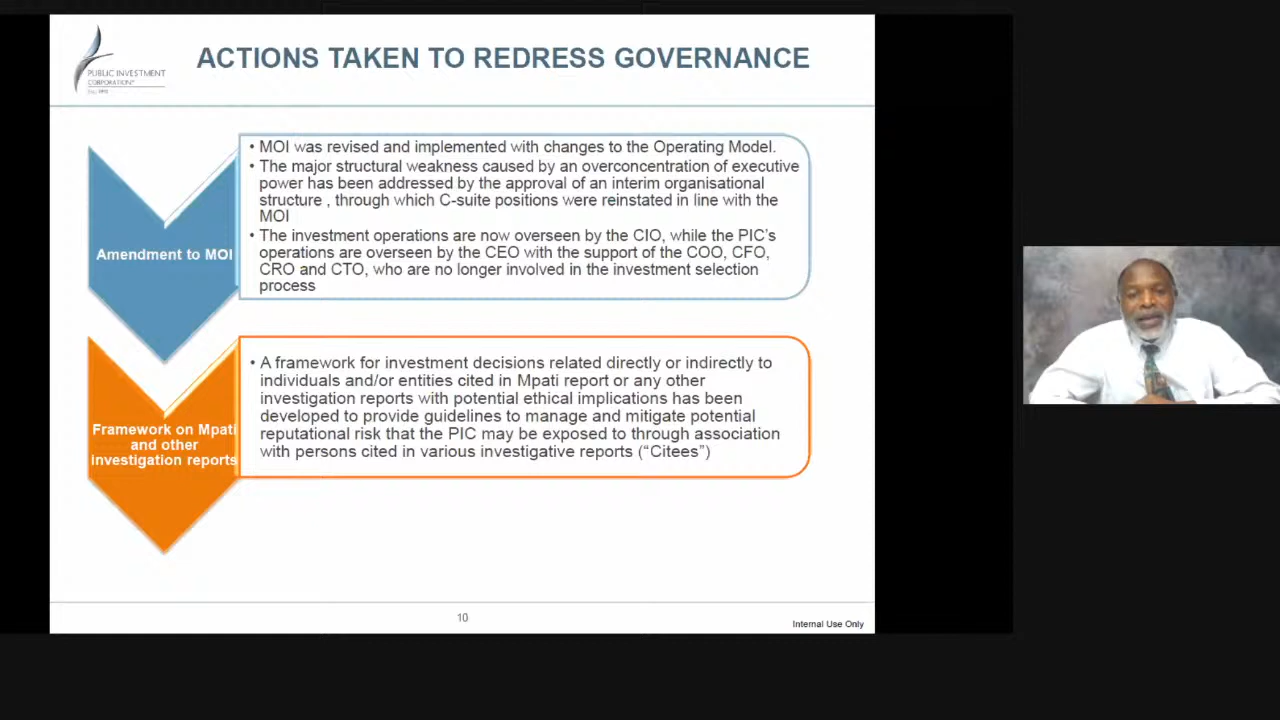 PUBLIC INVESTMENT
CORPORATION®
ACTIONS TAKEN TO REDRESS GOVERNANCE
Amendment to MOI
• MOI was revised and implemented with changes to the Operating Model.
• The major structural weakness caused by an overconcentration of executive
power has been addressed by the approval of an interim organisational
structure , through which C-suite positions were reinstated in line with the
MOI
• The investment operations are now overseen by the CIO, while the PIC's
operations are overseen by the CEO with the support of the COO, CFO,
CRO and CTO, who are no longer involved in the investment selection
process
Framework on Mpati
and other
investigation reports
• A framework for investment decisions related directly or indirectly to
individuals and/or entities cited in Mpati report or any other
investigation reports with potential ethical implications has been
developed to provide guidelines to manage and mitigate potential
reputational risk that the PIC may be exposed to through association
with persons cited in various investigative reports (“Citees”)
10
Internal Use Only